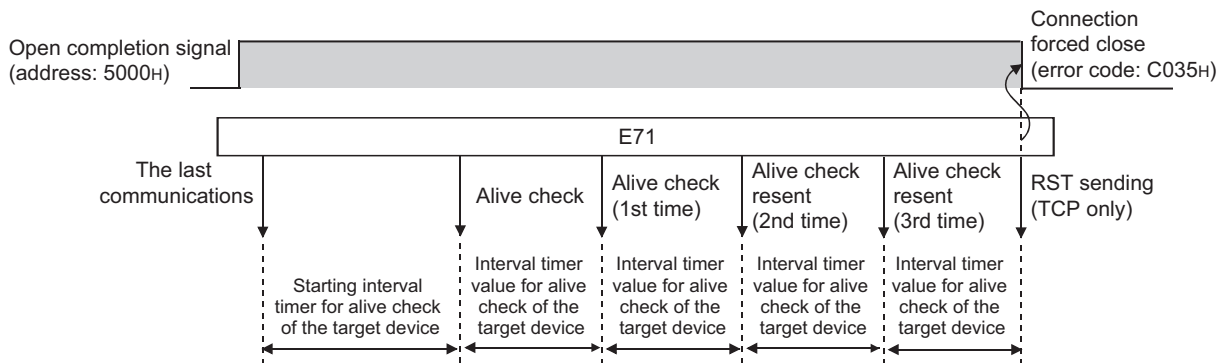 Open completion signal
(address: 5000H)
Connection
forced close
(error code: C035H)
E71
The last
communications
Alive check
Alive check
(1st time)
Alive check
resent
(2nd time)
Alive check
resent
(3rd time)
RST sending
(TCP only)
Starting interval
timer for alive check
of the target device
Interval timer
value for alive
check of the
target device
Interval timer
value for alive
check of the
target device
Interval timer
value for alive
check of the
target device
Interval timer
value for alive
check of the
target device